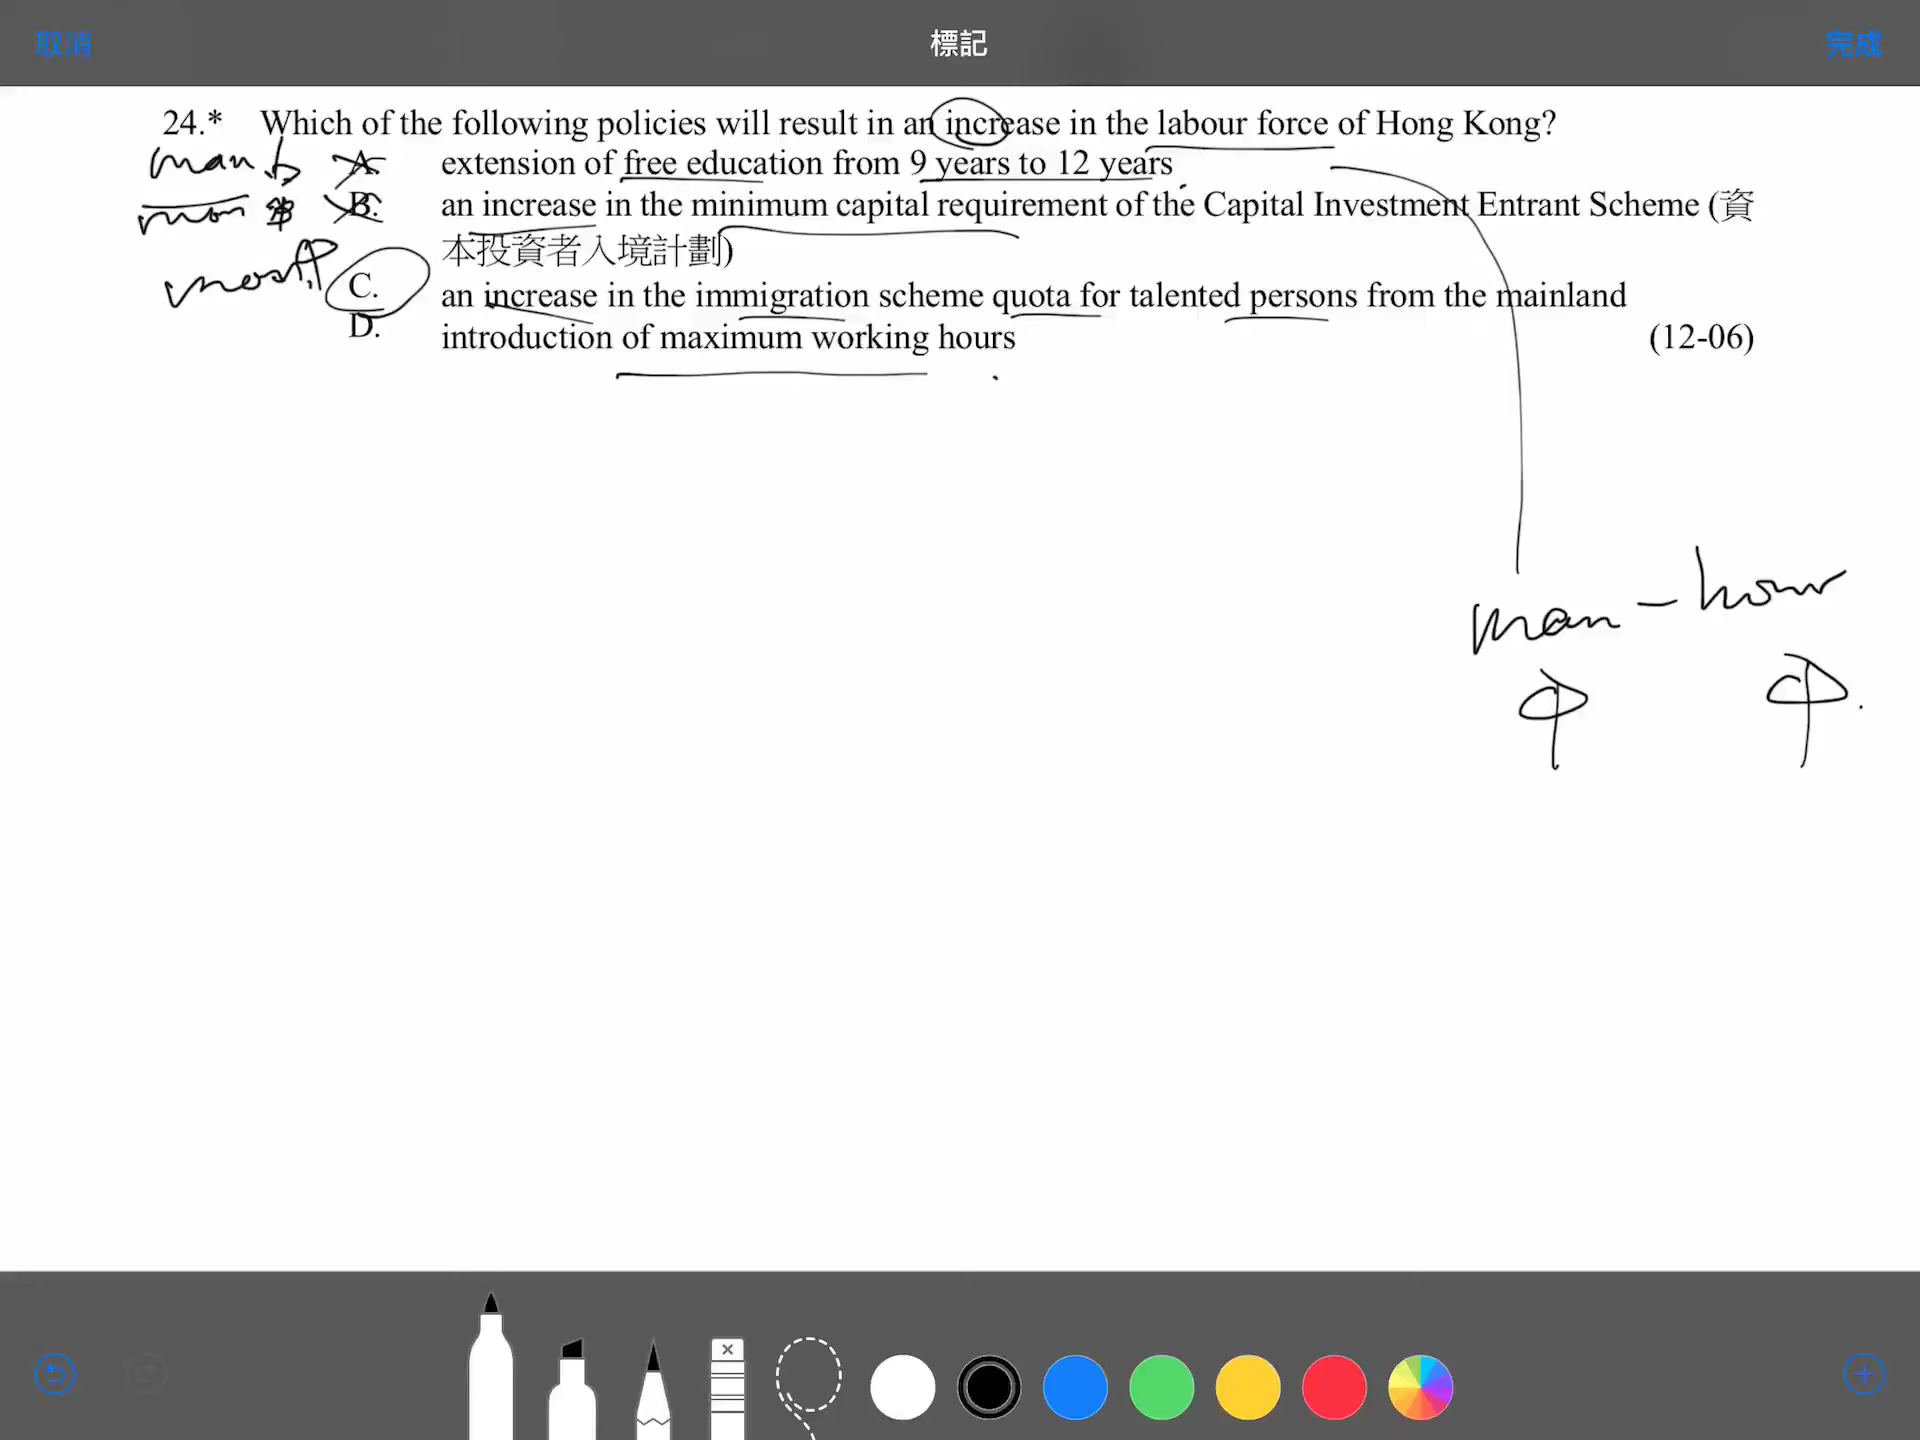 取消 標記 完成
24.* Which of the following policies will result in an increase in the labour force of Hong Kong?
man A. extension of free education from 9 years to 12 years
man B. an increase in the minimum capital requirement of the Capital Investment Entrant Scheme (資
本投資者入境計劃)
C. an increase in the immigration scheme quota for talented persons from the mainland
D. introduction of maximum working hours (12-06)
man - hour